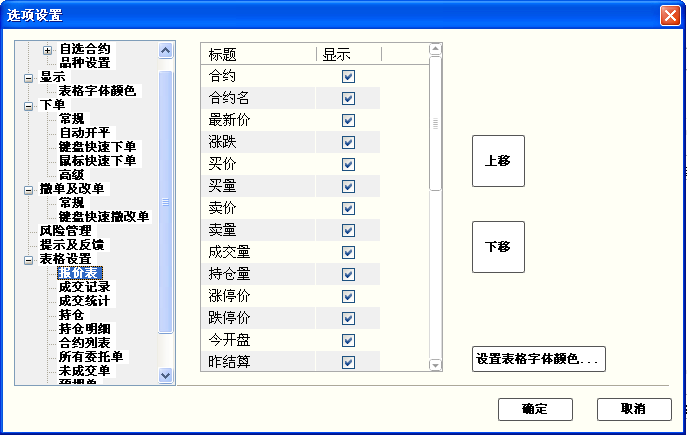 选项设置
自选合约
品种设置
显示
表格字体颜色
下单
常规
自动开平
键盘快速下单
鼠标快速下单
高级
撤单及改单
常规
键盘快速撤改单
风险管理
提示及反馈
表格设置
报价表
成交记录
成交统计
持仓
持仓明细
合约列表
所有委托单
未成交单
预埋单
标题 显示
合约
合约名
最新价
涨跌
买价
买量
卖价
卖量
成交量
持仓量
涨停价
跌停价
今开盘
昨结算
上移
下移
设置表格字体颜色...
确定 取消